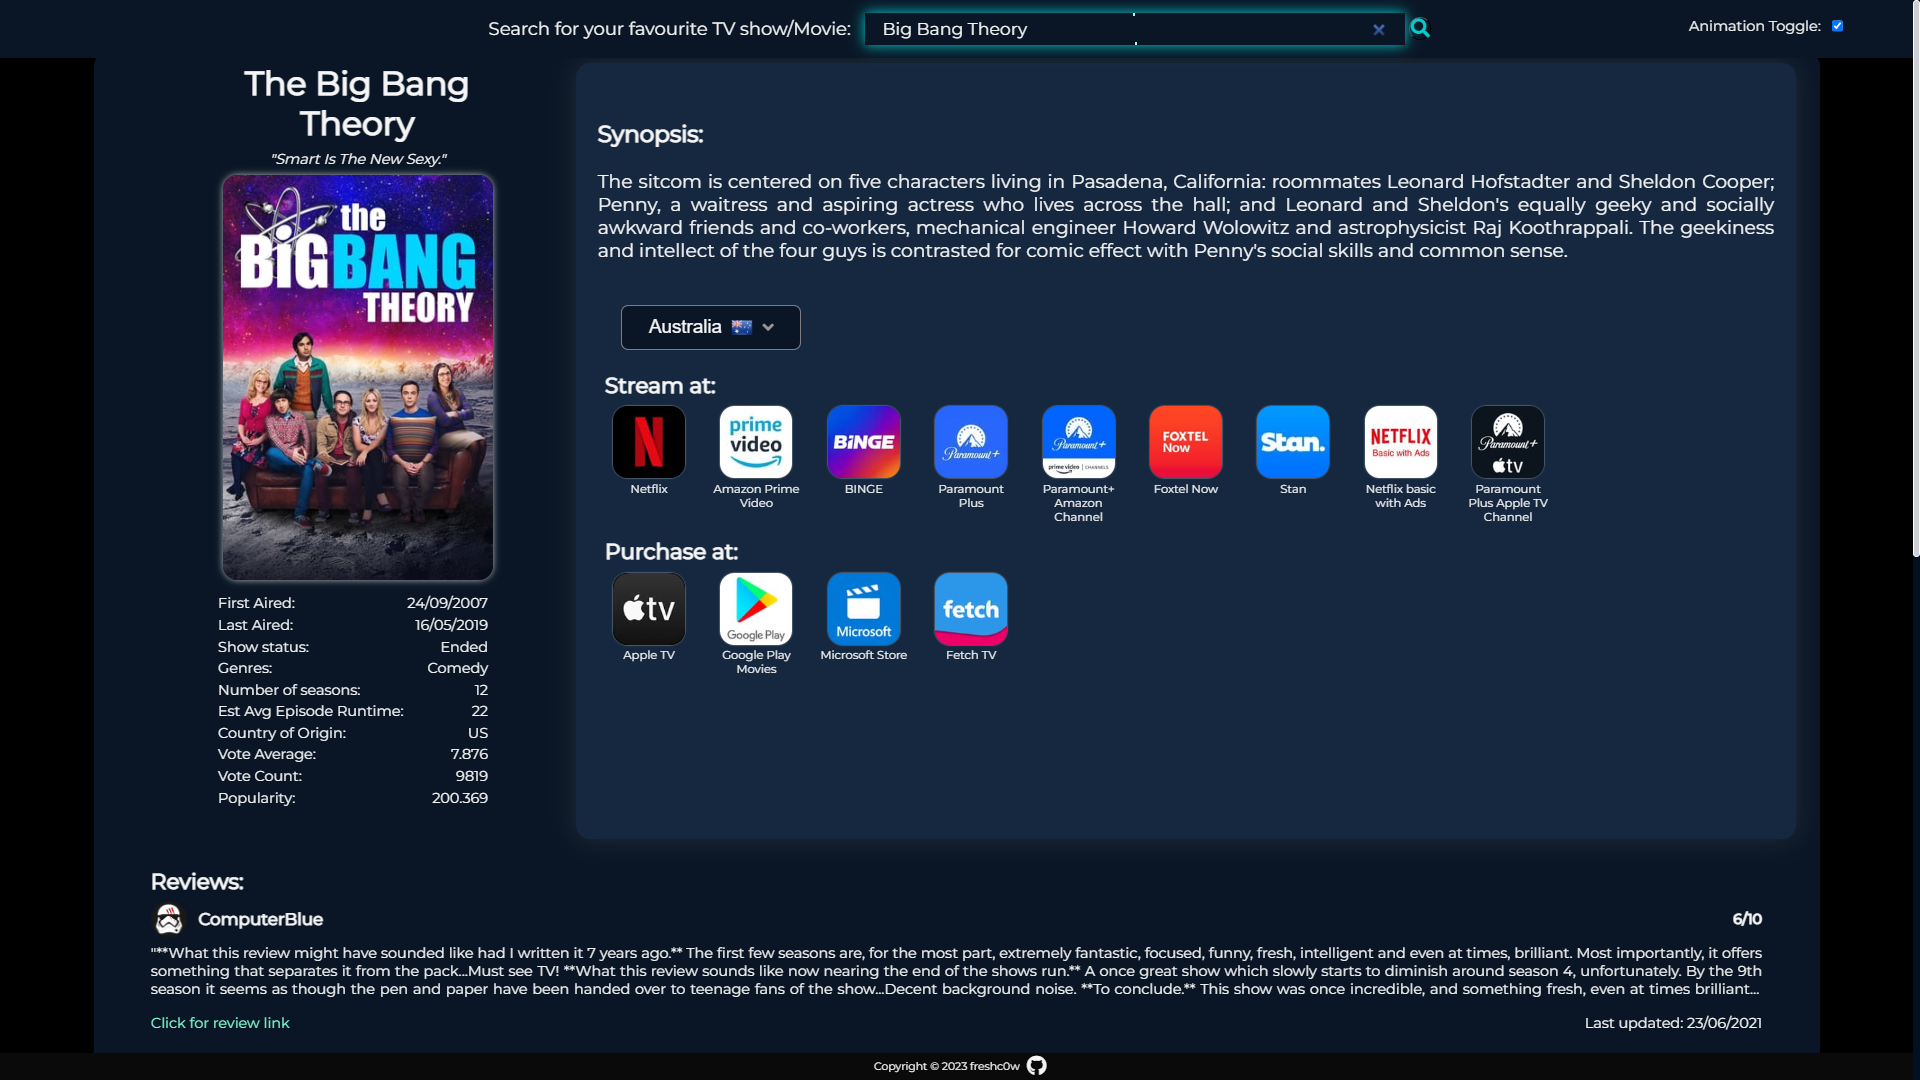 Search for your favourite TV show/Movie:
Big Bang Theory
Animation Toggle:
The Big Bang
Theory
"Smart Is The New Sexy."
the
BIGBANG
THEORY
First Aired: 24/09/2007
Last Aired: 16/05/2019
Show status: Ended
Genres: Comedy
Number of seasons: 12
Est Avg Episode Runtime: 22
Country of Origin: US
Vote Average: 7.876
Vote Count: 9819
Popularity: 200.369
Synopsis:
The sitcom is centered on five characters living in Pasadena, California: roommates Leonard Hofstadter and Sheldon Cooper;
Penny, a waitress and aspiring actress who lives across the hall; and Leonard and Sheldon's equally geeky and socially
awkward friends and co-workers, mechanical engineer Howard Wolowitz and astrophysicist Raj Koothrappali. The geekiness
and intellect of the four guys is contrasted for comic effect with Penny's social skills and common sense.
Australia
Stream at:
N
Netflix
prime
video
Amazon Prime
Video
BiNGE
BINGE
Paramount+
Paramount
Plus
Paramount+
prime video | CHANNELS
Paramount+
Amazon
Channel
FOXTEL
Now
Foxtel Now
Stan.
Stan
NETFLIX
Basic with Ads
Netflix basic
with Ads
Paramount+
tv
Paramount
Plus Apple TV
Channel
Purchase at:
tv
Apple TV
Google Play
Google Play
Movies
Microsoft
Microsoft Store
fetch
Fetch TV
Reviews:
ComputerBlue
6/10
"**What this review might have sounded like had I written it 7 years ago.** The first few seasons are, for the most part, extremely fantastic, focused, funny, fresh, intelligent and even at times, brilliant. Most importantly, it offers
something that separates it from the pack...Must see TV! **What this review sounds like now nearing the end of the shows run.** A once great show which slowly starts to diminish around season 4, unfortunately. By the 9th
season it seems as though the pen and paper have been handed over to teenage fans of the show...Decent background noise. **To conclude.** This show was once incredible, and something fresh, even at times brilliant...
Click for review link
Last updated: 23/06/2021
Copyright © 2023 freshc0w